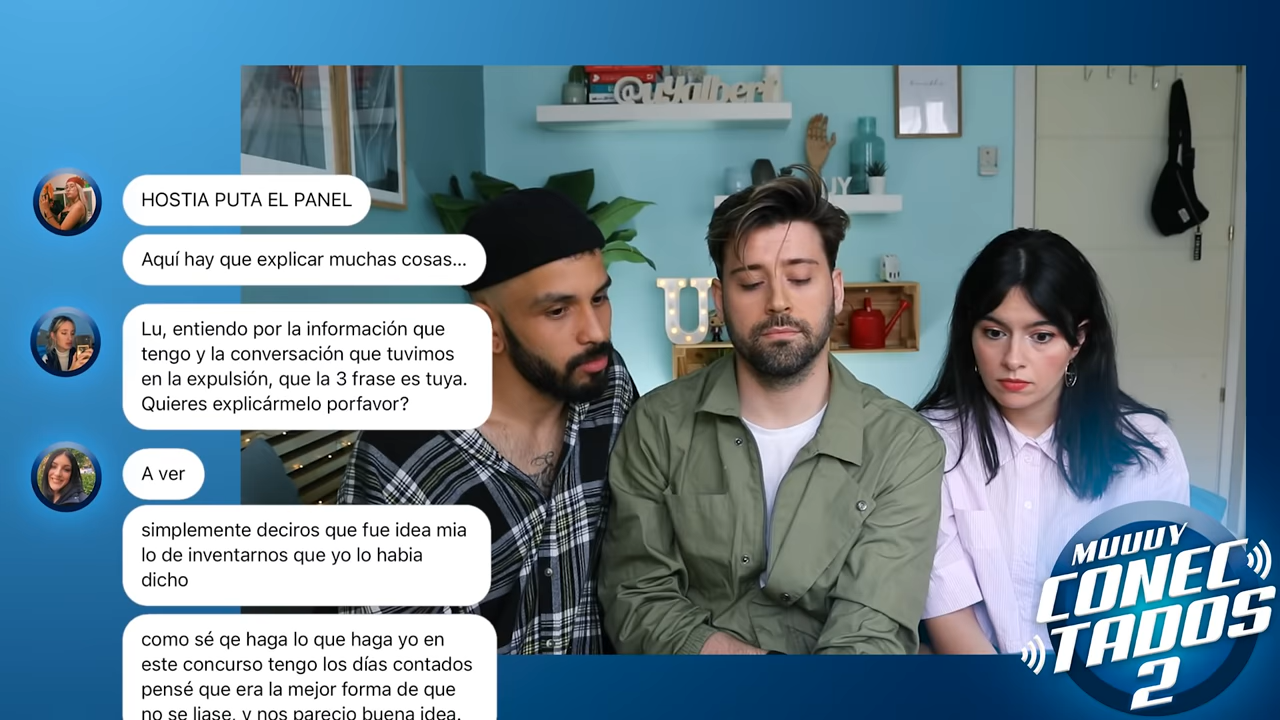 @uyalbert
UY
U
HOSTIA PUTA EL PANEL
Aquí hay que explicar muchas cosas...
Lu, entiendo por la información que
tengo y la conversación que tuvimos
en la expulsión, que la 3 frase es tuya.
Quieres explicármelo porfavor?
A ver
simplemente deciros que fue idea mia
lo de inventarnos que yo lo habia
dicho
como sé qe haga lo que haga yo en
este concurso tengo los días contados
pensé que era la mejor forma de que
no se liase, y nos parecio buena idea.
MUUUY
CONEC
TADOS
2